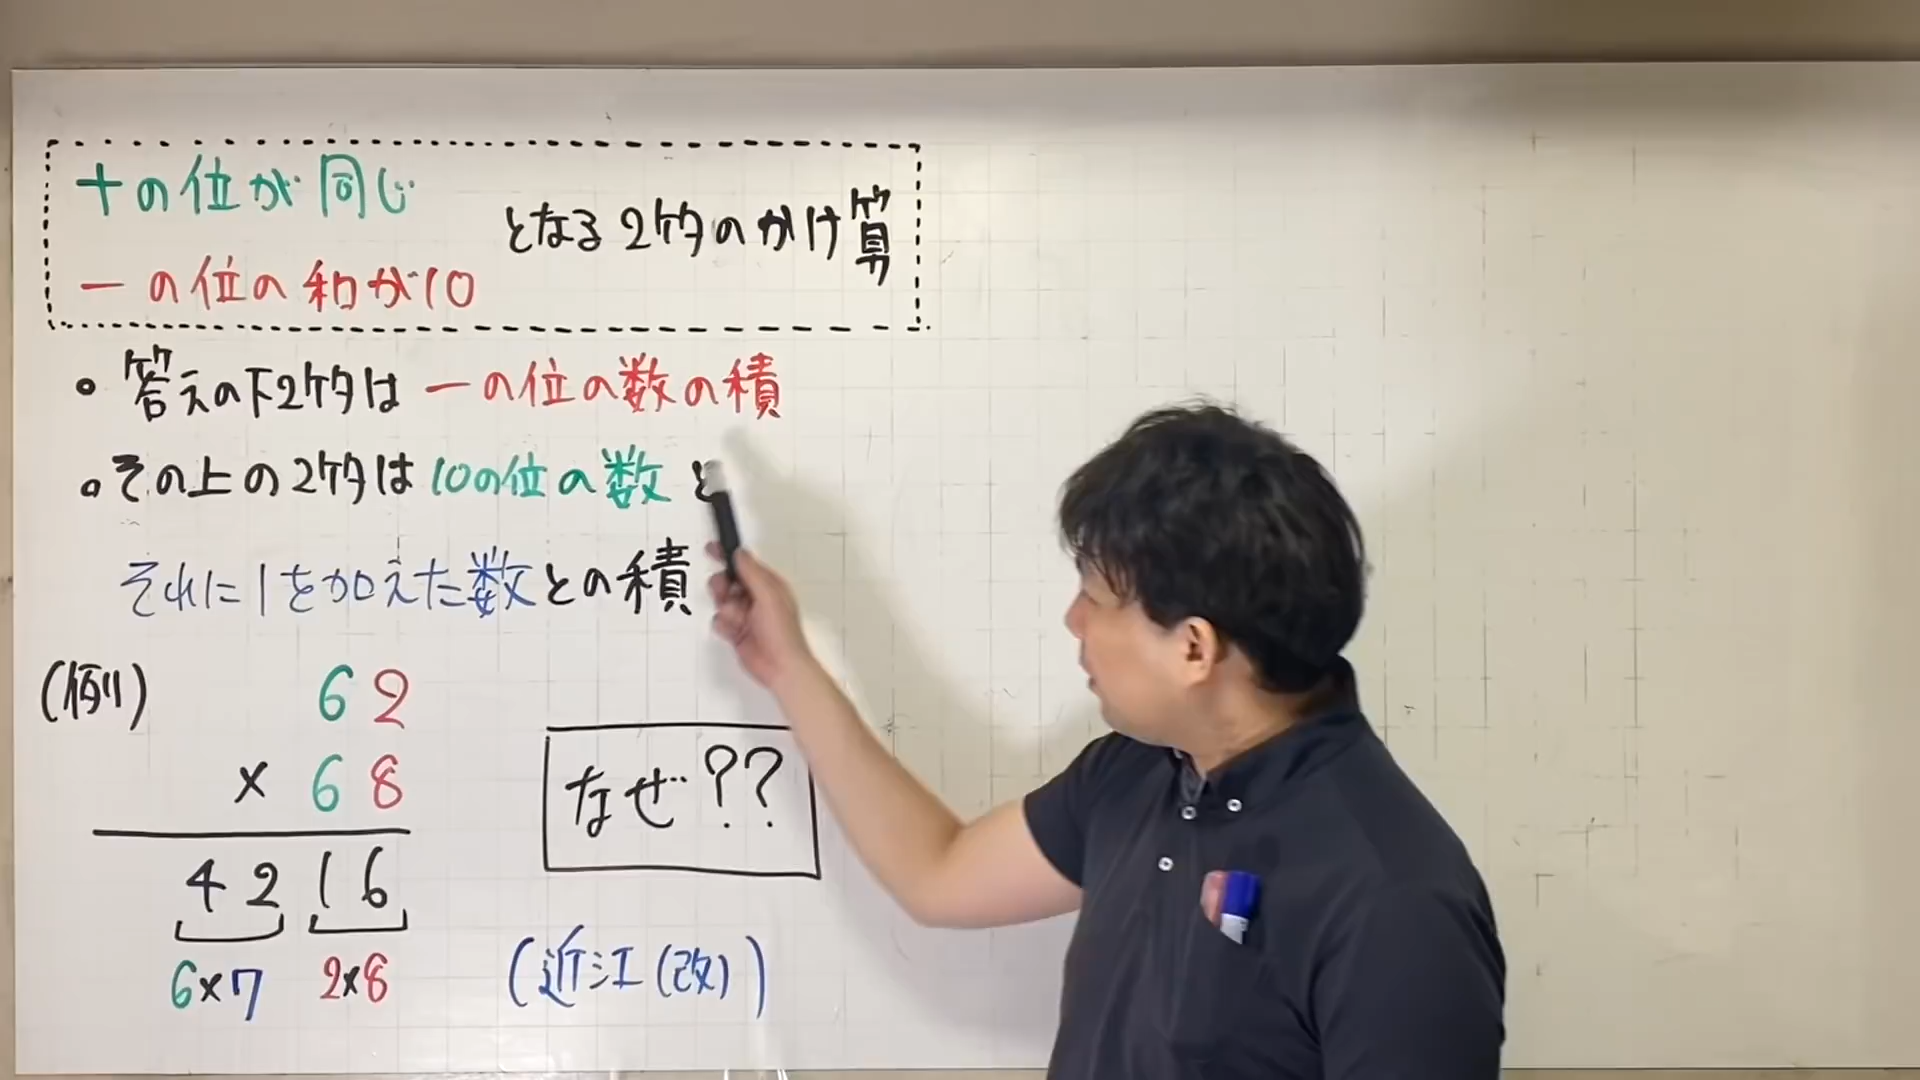 十の位が同じ
一の位の和が10
となる2ケタのかけ算
。答えの下2ケタは一の位の数の積
。その上の2ケタは10の位の数と
それに1を加えた数との積
(例) 62
× 68
4216
6×7 2×8
なぜ??
(近江(改))